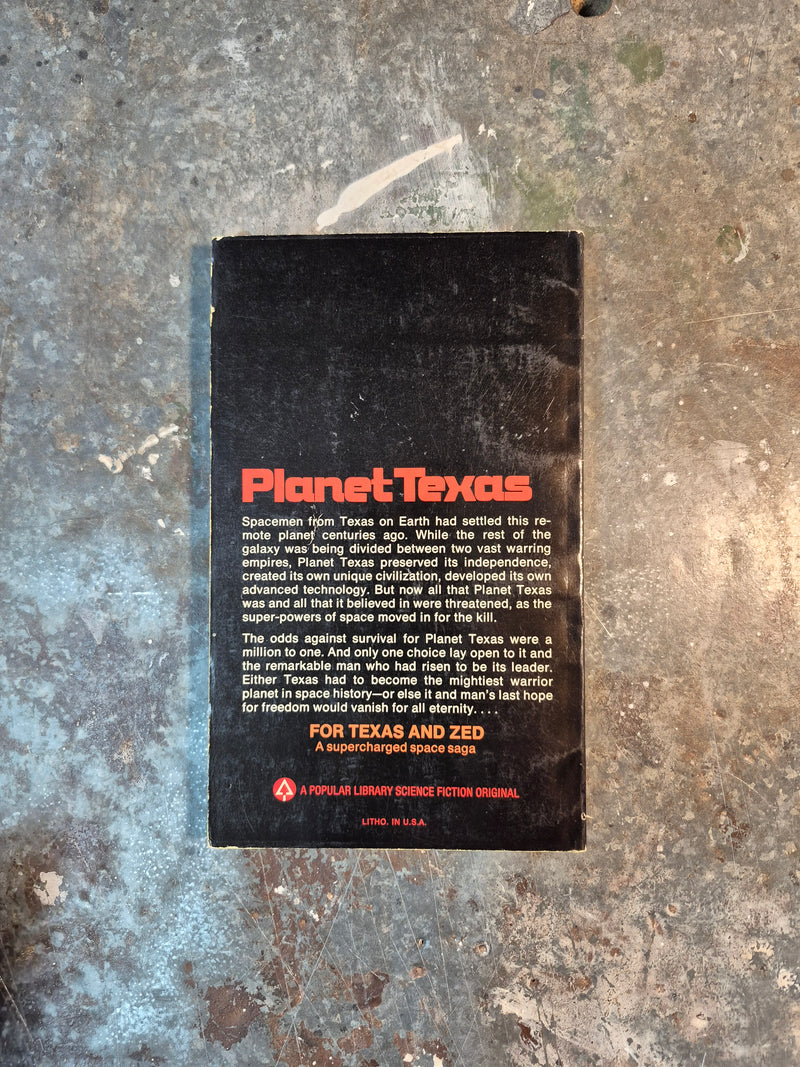 Planet Texas
Spacemen from Texas on Earth had settled this re-
mote planet centuries ago. While the rest of the
galaxy was being divided between two vast warring
empires, Planet Texas preserved its independence,
created its own unique civilization, developed its own
advanced technology. But now all that Planet Texas
was and all that it believed in were threatened, as the
super-powers of space moved in for the kill.
The odds against survival for Planet Texas were a
million to one. And only one choice lay open to it and
the remarkable man who had risen to be its leader.
Either Texas had to become the mightiest warrior
planet in space history—or else it and man's last hope
for freedom would vanish for all eternity. . . .
FOR TEXAS AND ZED
A supercharged space saga
A POPULAR LIBRARY SCIENCE FICTION ORIGINAL
LITHO. IN U.S.A.